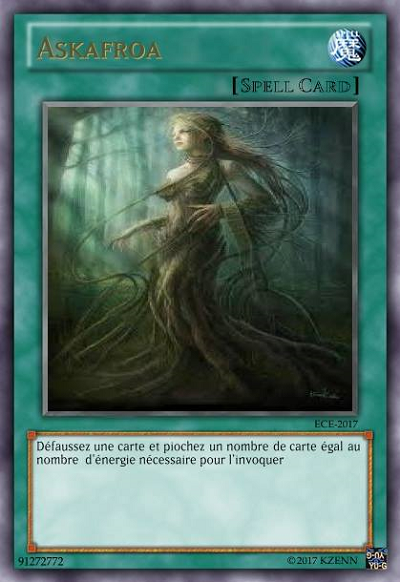 ASKAFROA
魔
[SPELL CARD]
ECE-2017
Défaussez une carte et piochez un nombre de carte égal au
nombre d'énergie nécessaire pour l'invoquer
91272772
©2017 KZENN